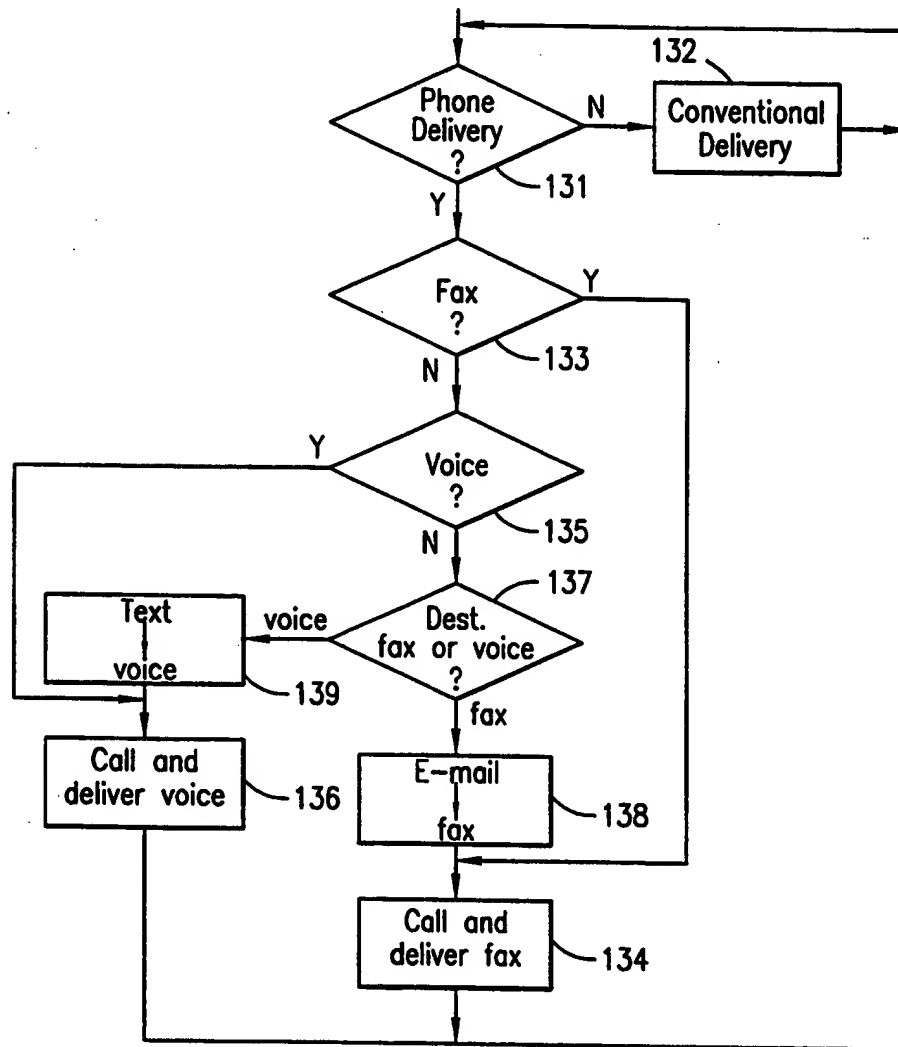 132
Phone
Delivery
?
N
Conventional
Delivery
131
Y
Fax
?
Y
133
N
Y
Voice
?
135
N
137
Text
voice
139
voice
Dest.
fax or voice
?
fax
Call and
deliver voice
136
E-mail
fax
138
Call and
deliver fax
134